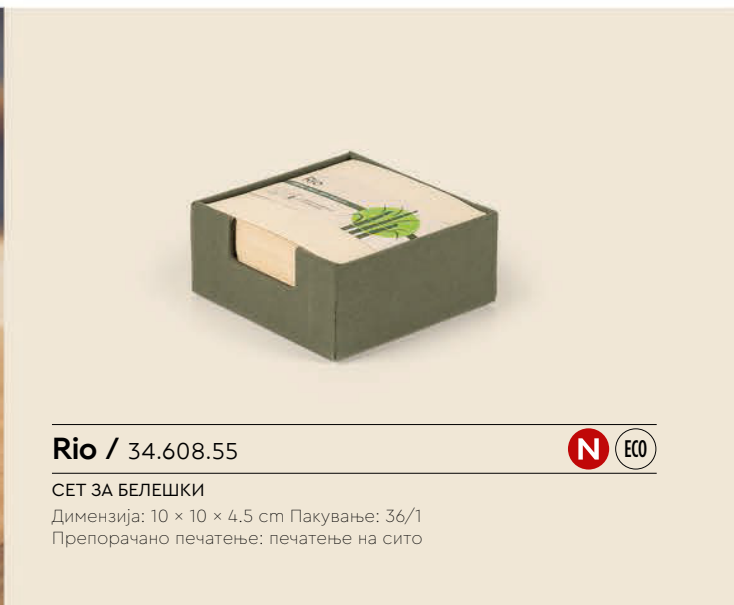 Rio
Rio / 34.608.55
N
ECO
СЕТ ЗА БЕЛЕШКИ
Димензија: 10 × 10 × 4.5 cm Пакување: 36/1
Препорачано печатење: печатење на сито